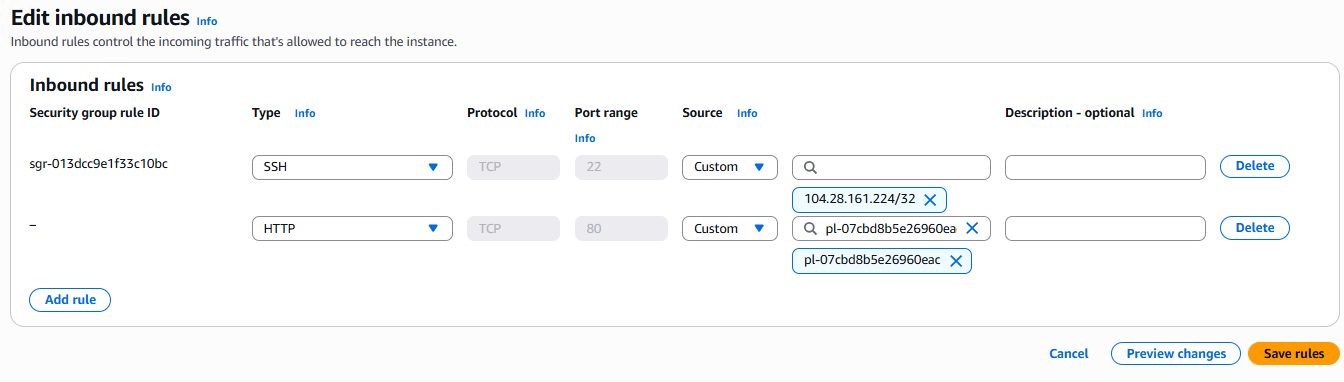 Edit inbound rules Info
Inbound rules control the incoming traffic that's allowed to reach the instance.
Inbound rules Info
Security group rule ID Type Info Protocol Info Port range Info Source Info Description - optional Info
sgr-013dcc9e1f33c10bc SSH TCP 22 Custom Delete
104.28.161.224/32
– HTTP TCP 80 Custom pl-07cbd8b5e26960ea Delete
pl-07cbd8b5e26960eac
Add rule
Cancel Preview changes Save rules